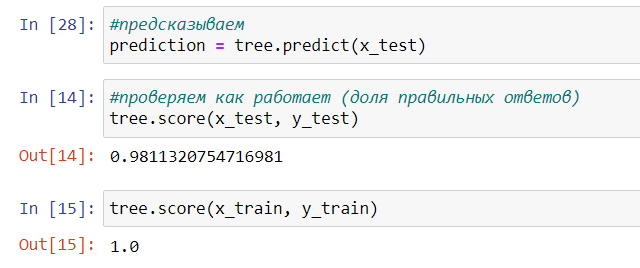 In [28]: #предсказываем
prediction = tree.predict(x_test)
In [14]: #проверяем как работает (доля правильных ответов)
tree.score(x_test, y_test)
Out[14]: 0.9811320754716981
In [15]: tree.score(x_train, y_train)
Out[15]: 1.0